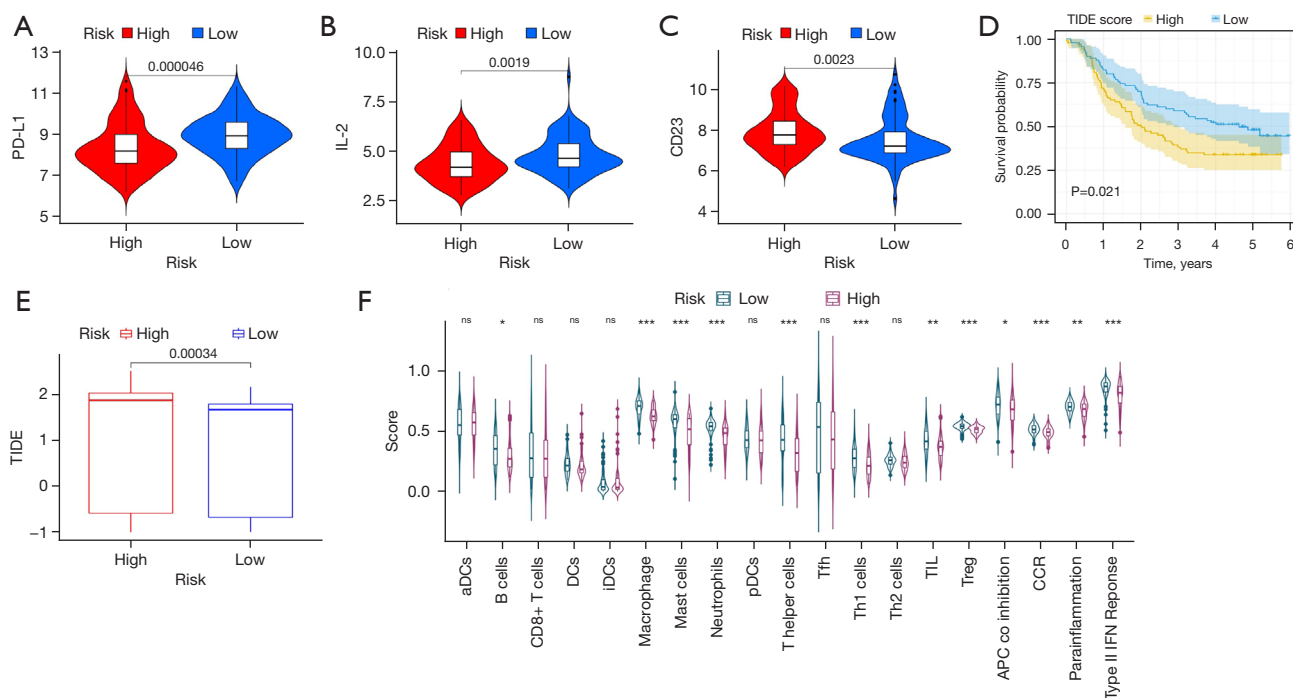 A
Risk High Low
0.000046
13
11
9
7
5
PD-L1
High Low
Risk
B
Risk High Low
0.0019
10.0
7.5
5.0
2.5
IL-2
High Low
Risk
C
Risk High Low
0.0023
10
8
6
4
CD23
High Low
Risk
D
TIDE score High Low
1.00
0.75
0.50
0.25
0.00
Survival probability
P=0.021
0 1 2 3 4 5 6
Time, years
E
Risk High Low
0.00034
2
1
0
−1
TIDE
High Low
Risk
F
Risk Low High
ns * ns ns ns *** *** *** ns *** ns *** ns ** *** * *** ** ***
1.0
0.5
0.0
Score
aDCs
B cells
CD8+ T cells
DCs
iDCs
Macrophage
Mast cells
Neutrophils
pDCs
T helper cells
Tfh
Th1 cells
Th2 cells
TIL
Treg
APC co inhibition
CCR
Parainflammation
Type II IFN Reponse